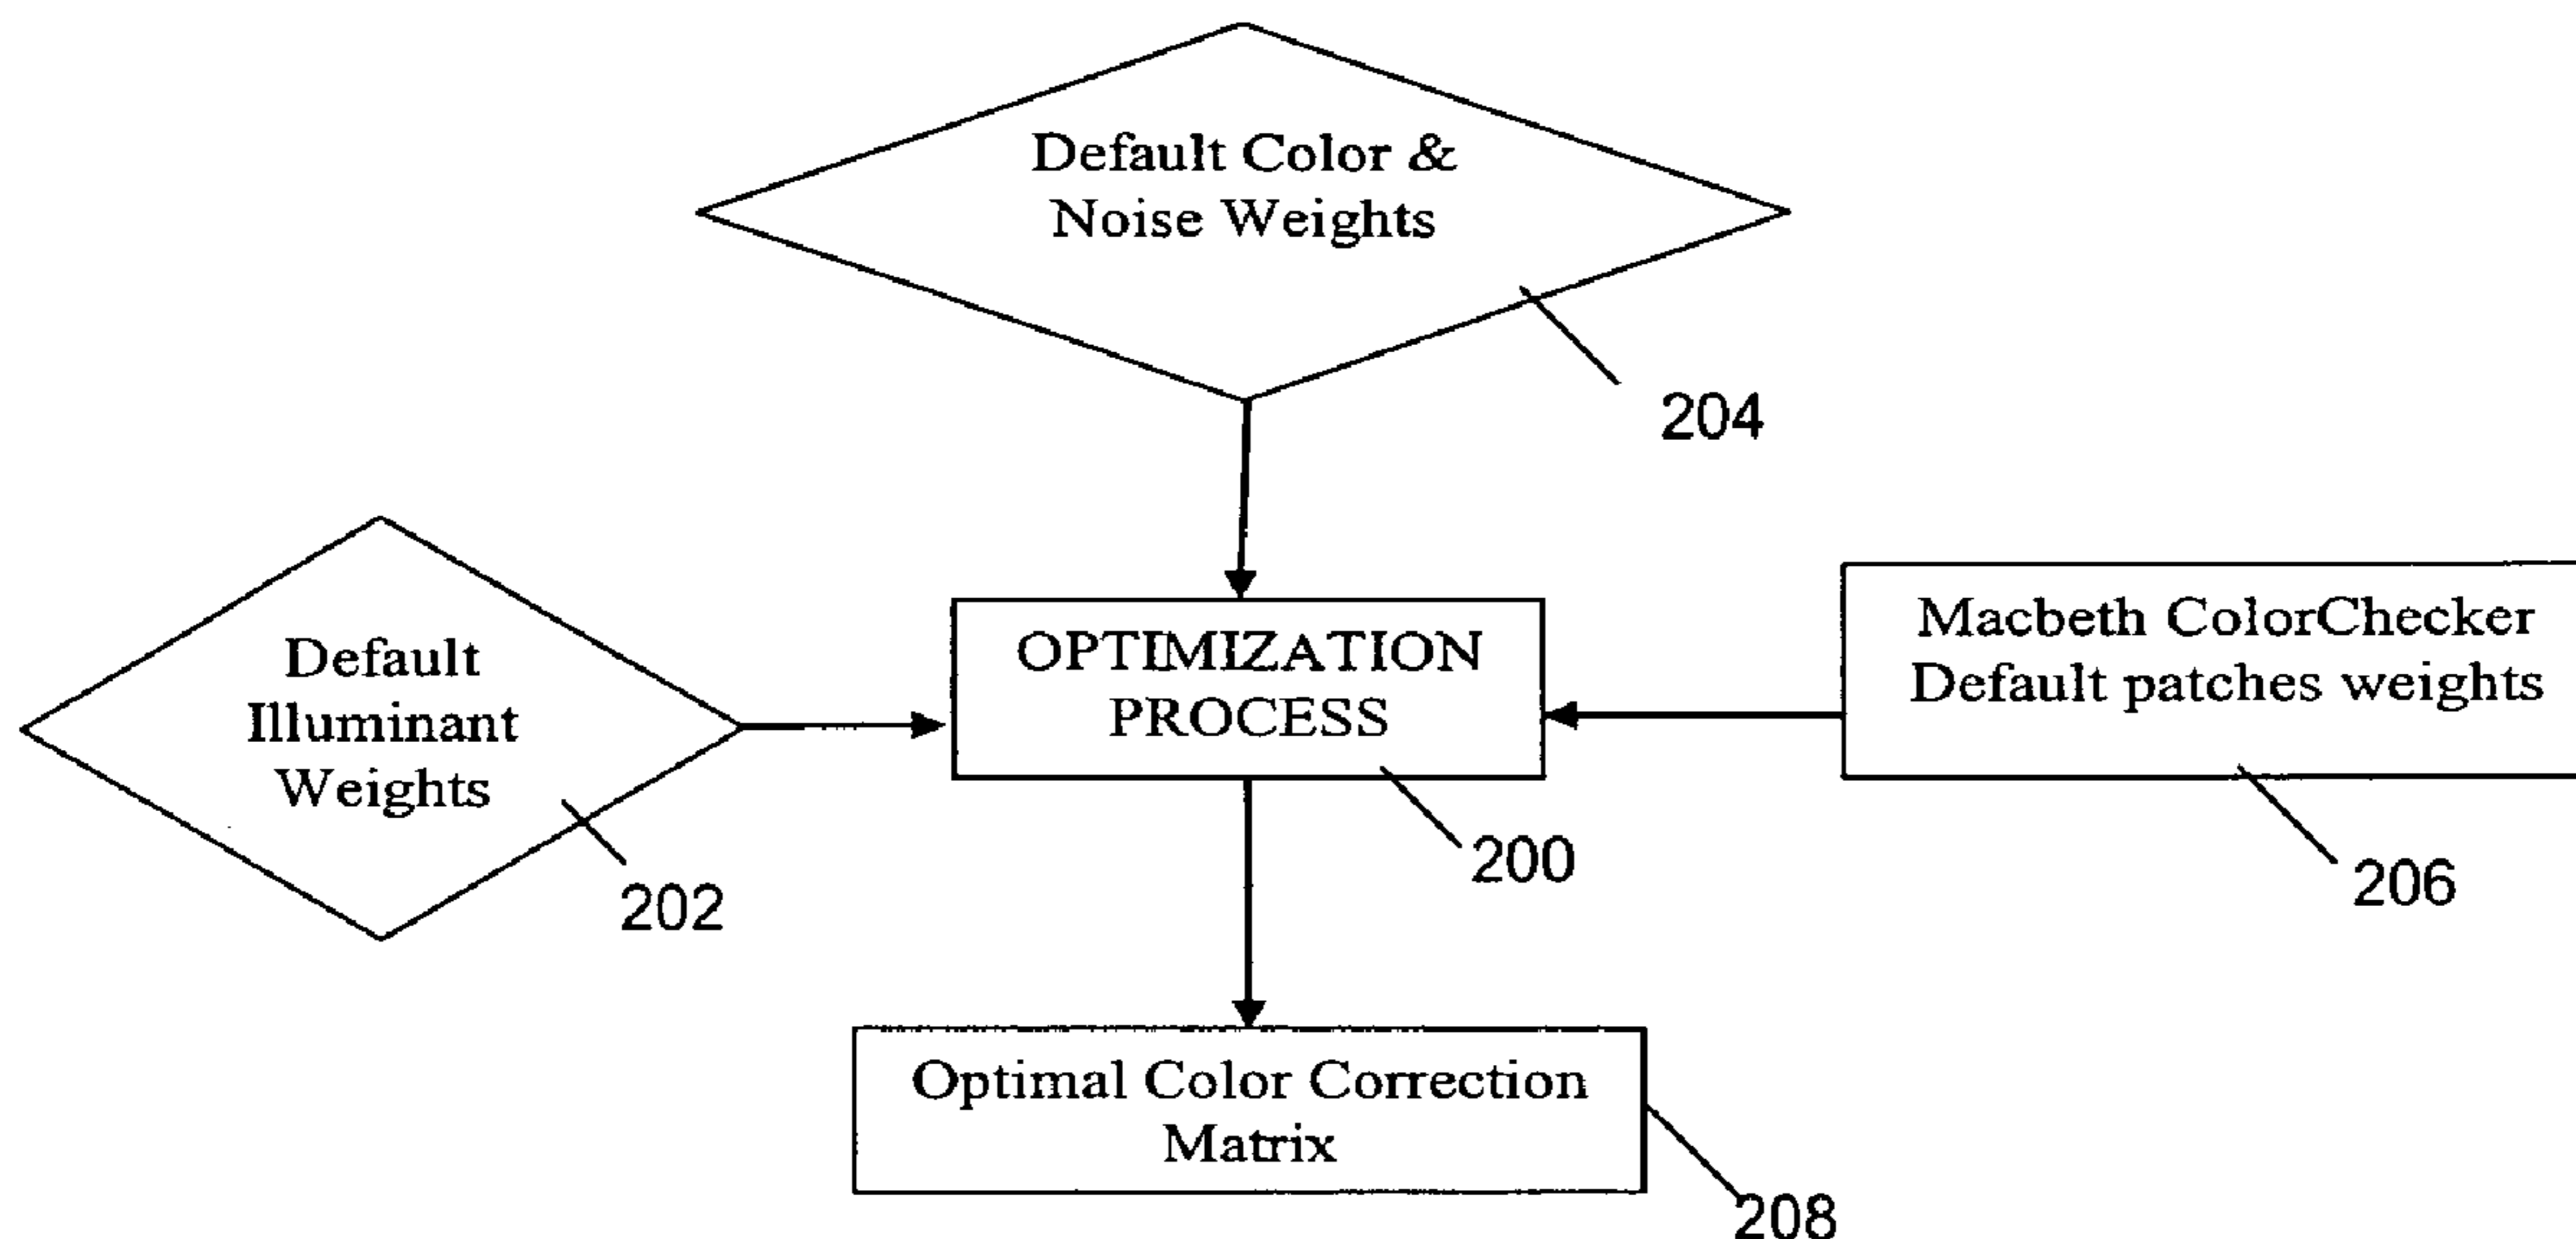 Default Color &
Noise Weights
204
Default
Illuminant
Weights
202
OPTIMIZATION
PROCESS
200
Macbeth ColorChecker
Default patches weights
206
Optimal Color Correction
Matrix
208